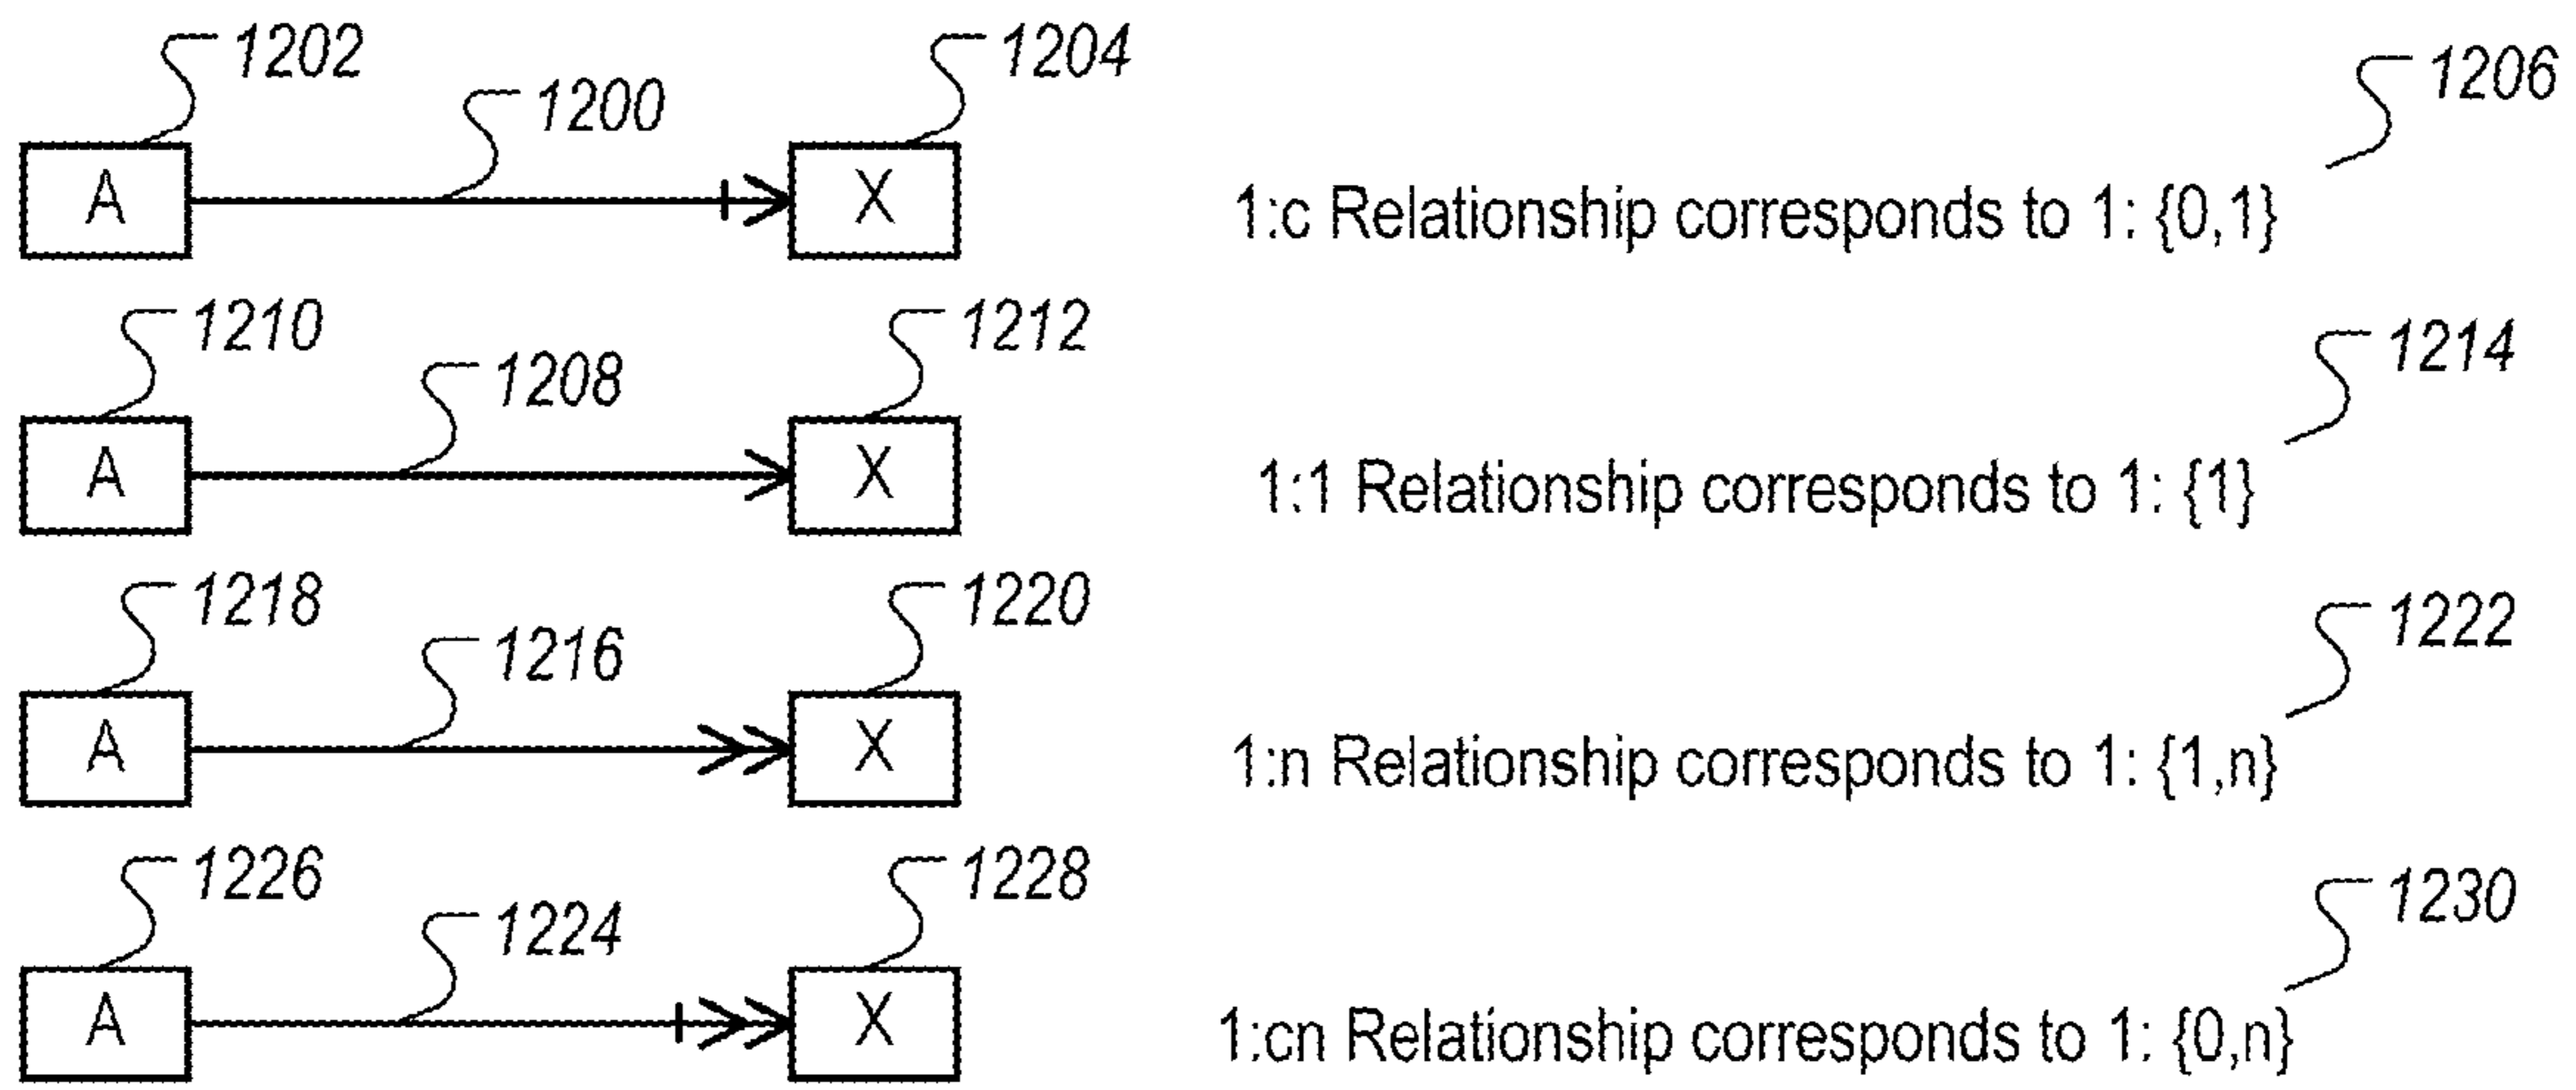 1202
1204
1206
1200
A
X
1:c Relationship corresponds to 1: {0,1}
1210
1212
1214
1208
A
X
1:1 Relationship corresponds to 1: {1}
1218
1220
1222
1216
A
X
1:n Relationship corresponds to 1: {1,n}
1226
1228
1230
1224
A
X
1:cn Relationship corresponds to 1: {0,n}